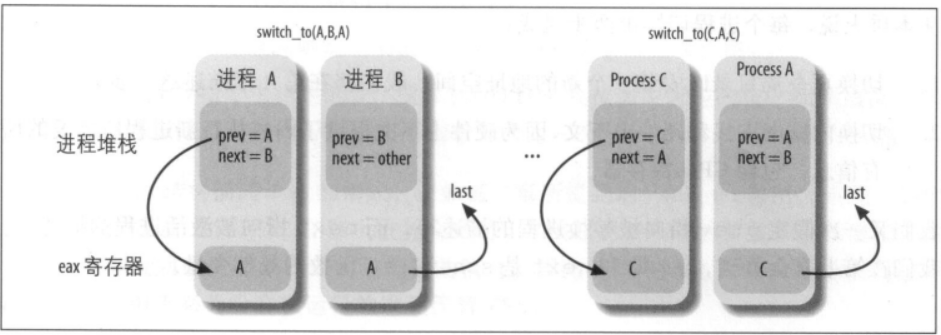 switch_to(A,B,A)
进程 A
prev = A
next = B
A
进程 B
prev = B
next = other
A
last
进程堆栈
eax 寄存器
...
switch_to(C,A,C)
Process C
prev = C
next = A
C
Process A
prev = A
next = B
C
last